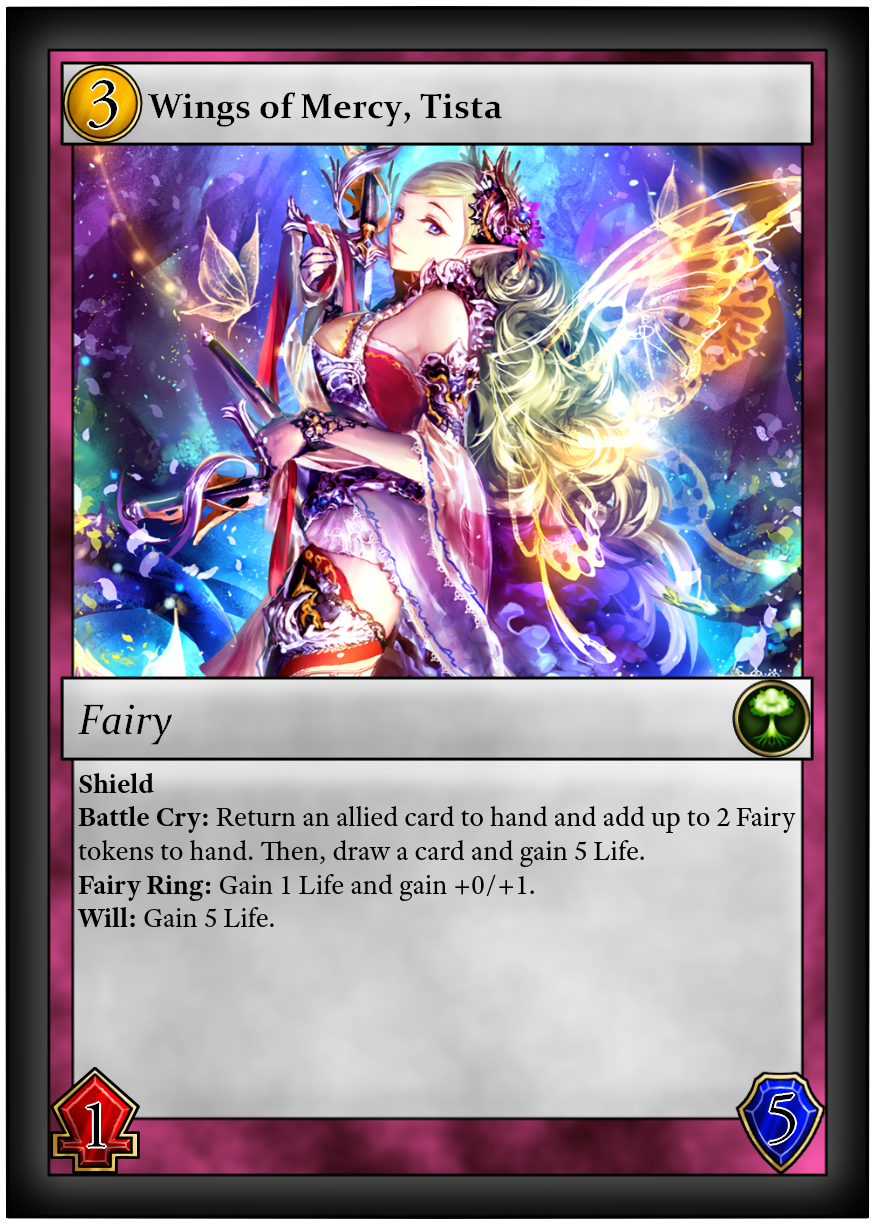 3 Wings of Mercy, Tista
Fairy
Shield
Battle Cry: Return an allied card to hand and add up to 2 Fairy
tokens to hand. Then, draw a card and gain 5 Life.
Fairy Ring: Gain 1 Life and gain +0/+1.
Will: Gain 5 Life.
1
5